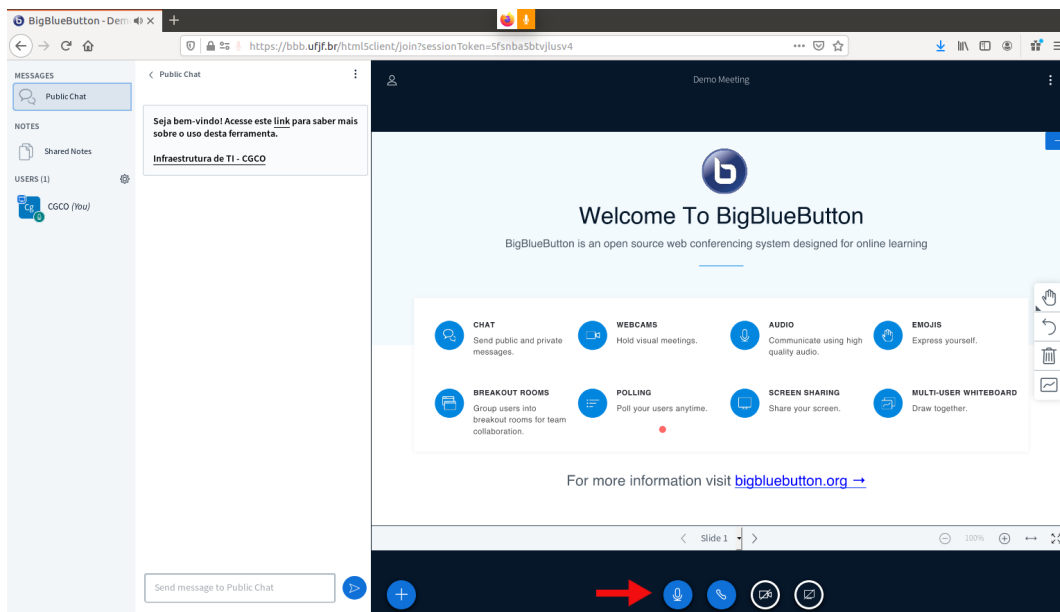 BigBlueButton - Dem
https://bbb.ufjf.br/html5client/join?sessionToken=5fsnba5btvjlusv4
MESSAGES
Public Chat
NOTES
Shared Notes
USERS (1)
Cg
CGCO (You)
Public Chat
Seja bem-vindo! Acesse este link para saber mais
sobre o uso desta ferramenta.
Infraestrutura de TI - CGCO
Send message to Public Chat
Demo Meeting
Welcome To BigBlueButton
BigBlueButton is an open source web conferencing system designed for online learning
CHAT
Send public and private
messages.
WEBCAMS
Hold visual meetings.
AUDIO
Communicate using high
quality audio.
EMOJIS
Express yourself.
BREAKOUT ROOMS
Group users into
breakout rooms for team
collaboration.
POLLING
Poll your users anytime.
SCREEN SHARING
Share your screen.
MULTI-USER WHITEBOARD
Draw together.
For more information visit bigbluebutton.org →
Slide 1
100%